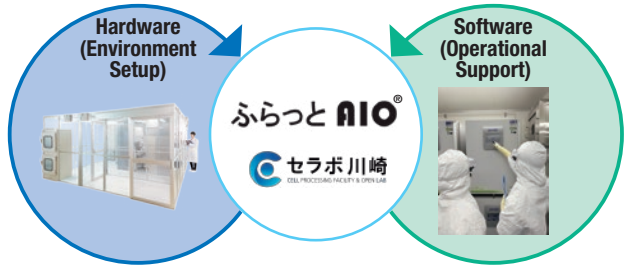 Hardware
(Environment
Setup)
ふらっと AIO®
セラボ川崎
CELL PROCESSING FACILITY & OPEN LAB
Software
(Operational
Support)